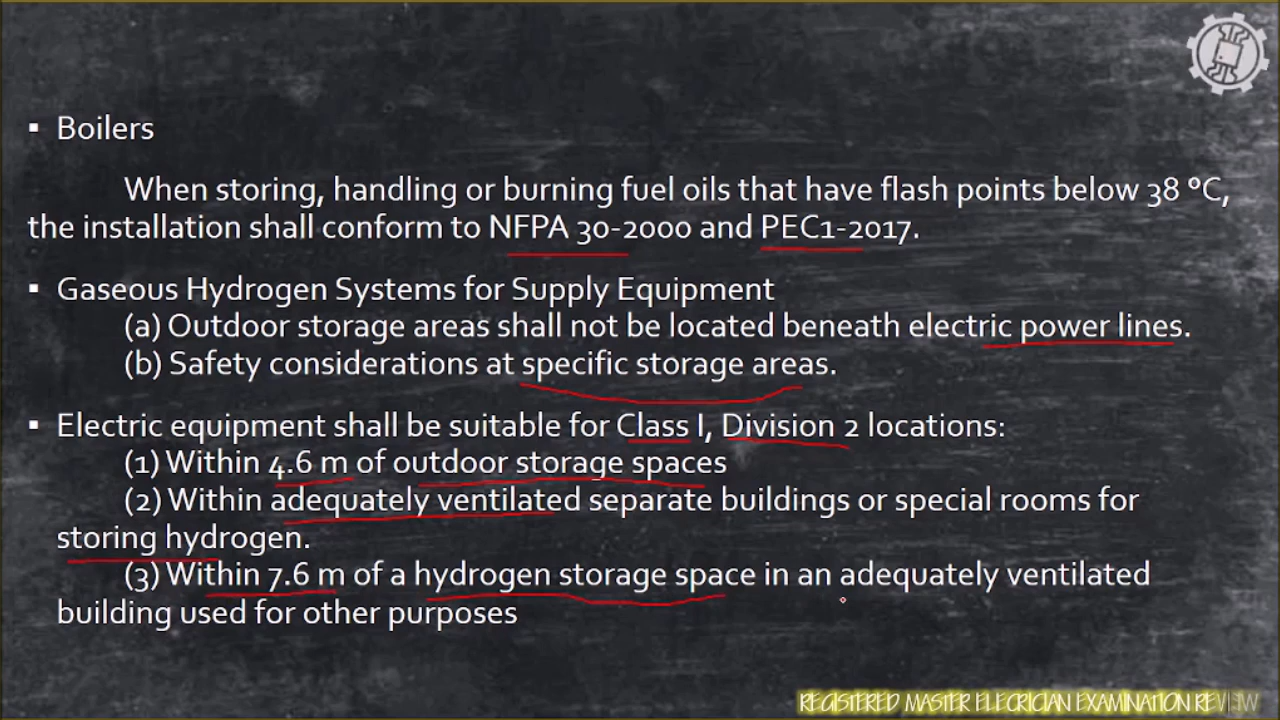 ▪ Boilers
When storing, handling or burning fuel oils that have flash points below 38 °C,
the installation shall conform to NFPA 30-2000 and PEC1-2017.
▪ Gaseous Hydrogen Systems for Supply Equipment
(a) Outdoor storage areas shall not be located beneath electric power lines.
(b) Safety considerations at specific storage areas.
▪ Electric equipment shall be suitable for Class I, Division 2 locations:
(1) Within 4.6 m of outdoor storage spaces
(2) Within adequately ventilated separate buildings or special rooms for
storing hydrogen.
(3) Within 7.6 m of a hydrogen storage space in an adequately ventilated
building used for other purposes
REGISTERED MASTER ELECRICIAN EXAMINATION REVIEW